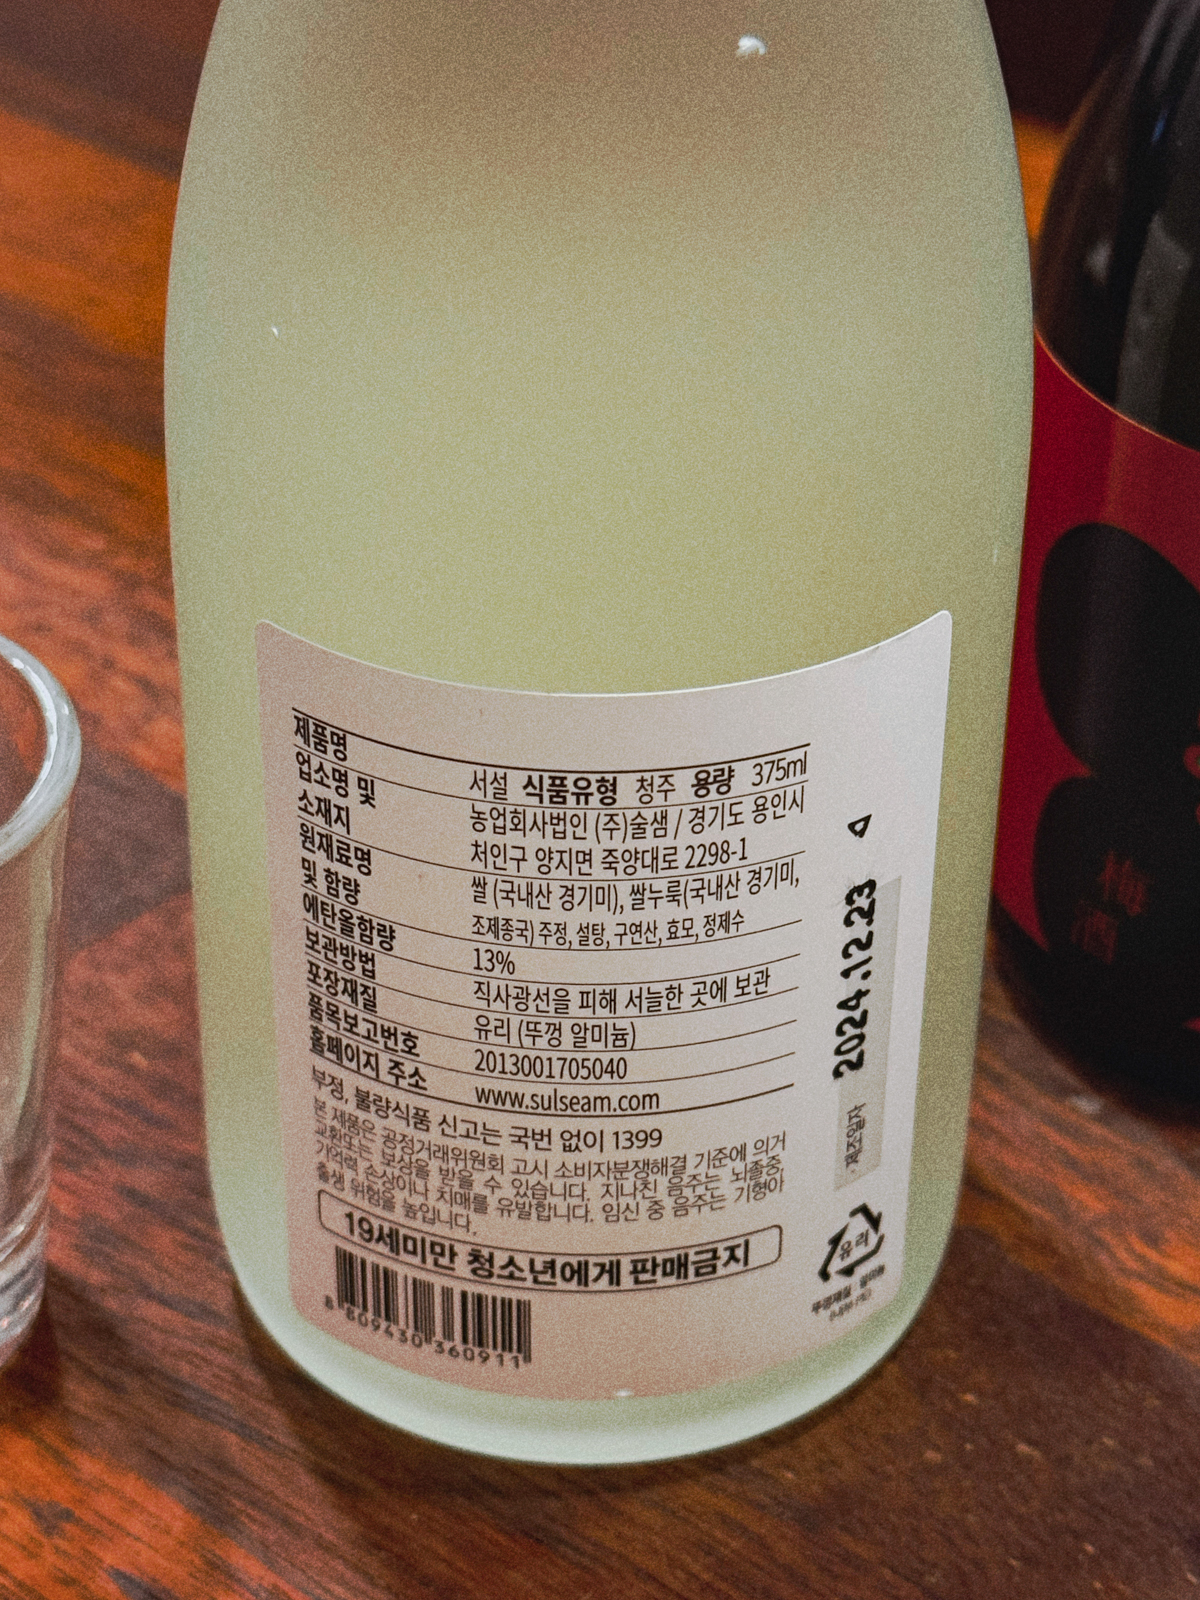 제품명 서설 식품유형 청주 용량 375ml
업소명 및 농업회사법인 (주)술샘 / 경기도 용인시
소재지 처인구 양지면 죽양대로 2298-1
원재료명 쌀 (국내산 경기미), 쌀누룩(국내산 경기미,
및 함량 조제종국) 주정, 설탕, 구연산, 효모, 정제수
에탄올함량 13%
보관방법 직사광선을 피해 서늘한 곳에 보관
포장재질 유리 (뚜껑 알미늄)
품목보고번호 2013001705040
홈페이지 주소 www.sulseam.com
부정, 불량식품 신고는 국번 없이 1399
본 제품은 공정거래위원회 고시 소비자분쟁해결 기준에 의거
교환또는 보상을 받을 수 있습니다. 지나친 음주는 뇌졸중,
기억력 손상이나 치매를 유발합니다. 임신 중 음주는 기형아
출생 위험을 높입니다.
19세미만 청소년에게 판매금지
8 809430 360911
제조일자
2024.12.23
유리